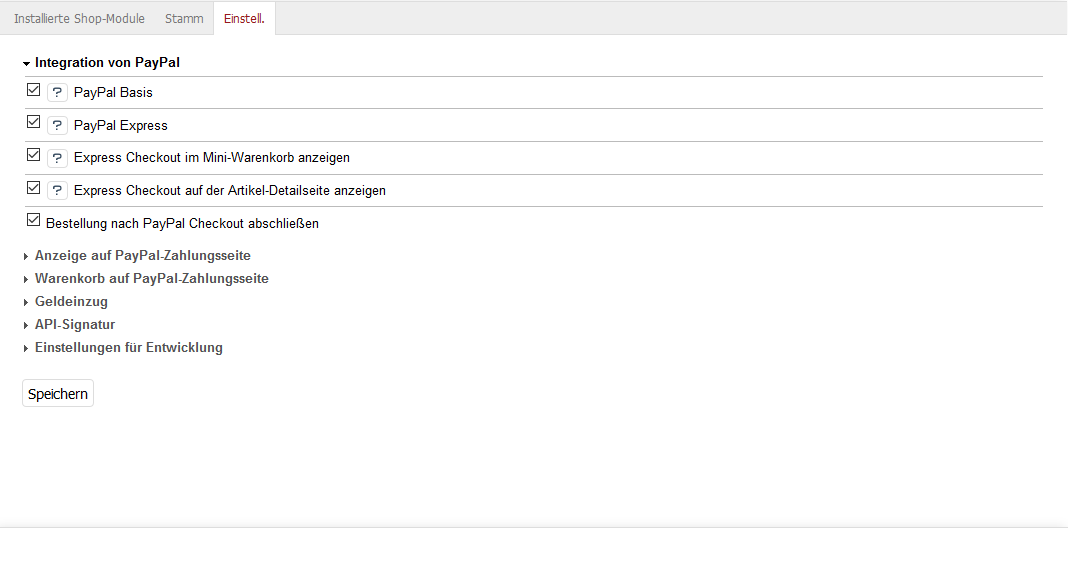 Installierte Shop-Module Stamm Einstell.
Integration von PayPal
? PayPal Basis
? PayPal Express
? Express Checkout im Mini-Warenkorb anzeigen
? Express Checkout auf der Artikel-Detailseite anzeigen
Bestellung nach PayPal Checkout abschließen
Anzeige auf PayPal-Zahlungsseite
Warenkorb auf PayPal-Zahlungsseite
Geldeinzug
API-Signatur
Einstellungen für Entwicklung
Speichern